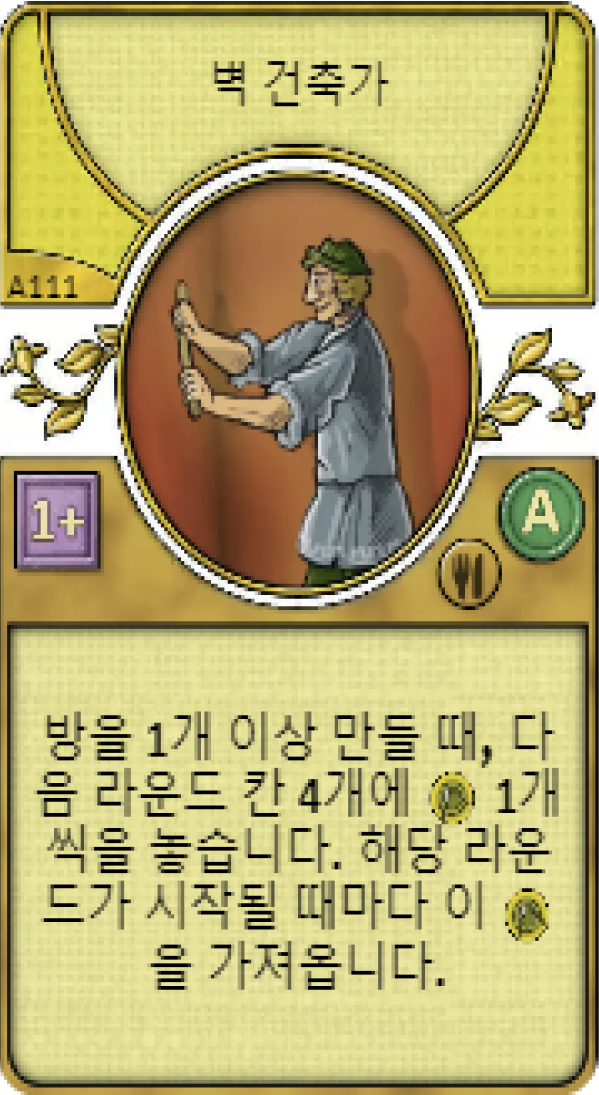 벽 건축가
A111
1+
A
방을 1개 이상 만들 때, 다
음 라운드 칸 4개에 1개
씩을 놓습니다. 해당 라운
드가 시작될 때마다 이
을 가져옵니다.